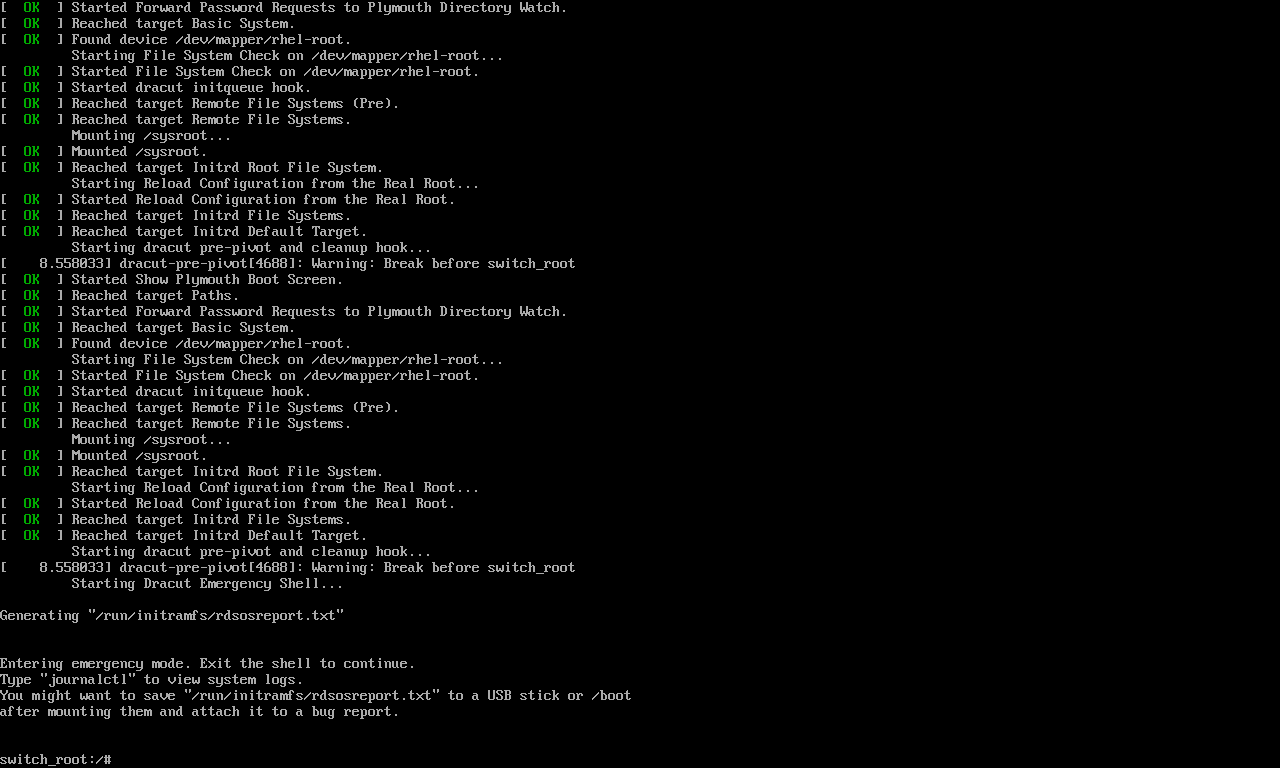 [  OK  ] Started Forward Password Requests to Plymouth Directory Watch.
[  OK  ] Reached target Basic System.
[  OK  ] Found device /dev/mapper/rhel-root.
         Starting File System Check on /dev/mapper/rhel-root...
[  OK  ] Started File System Check on /dev/mapper/rhel-root.
[  OK  ] Started dracut initqueue hook.
[  OK  ] Reached target Remote File Systems (Pre).
[  OK  ] Reached target Remote File Systems.
         Mounting /sysroot...
[  OK  ] Mounted /sysroot.
[  OK  ] Reached target Initrd Root File System.
         Starting Reload Configuration from the Real Root...
[  OK  ] Started Reload Configuration from the Real Root.
[  OK  ] Reached target Initrd File Systems.
[  OK  ] Reached target Initrd Default Target.
         Starting dracut pre-pivot and cleanup hook...
[    8.558033] dracut-pre-pivot[4688]: Warning: Break before switch_root
[  OK  ] Started Show Plymouth Boot Screen.
[  OK  ] Reached target Paths.
[  OK  ] Started Forward Password Requests to Plymouth Directory Watch.
[  OK  ] Reached target Basic System.
[  OK  ] Found device /dev/mapper/rhel-root.
         Starting File System Check on /dev/mapper/rhel-root...
[  OK  ] Started File System Check on /dev/mapper/rhel-root.
[  OK  ] Started dracut initqueue hook.
[  OK  ] Reached target Remote File Systems (Pre).
[  OK  ] Reached target Remote File Systems.
         Mounting /sysroot...
[  OK  ] Mounted /sysroot.
[  OK  ] Reached target Initrd Root File System.
         Starting Reload Configuration from the Real Root...
[  OK  ] Started Reload Configuration from the Real Root.
[  OK  ] Reached target Initrd File Systems.
[  OK  ] Reached target Initrd Default Target.
         Starting dracut pre-pivot and cleanup hook...
[    8.558033] dracut-pre-pivot[4688]: Warning: Break before switch_root
         Starting Dracut Emergency Shell...
Generating "/run/initramfs/rdsosreport.txt"
Entering emergency mode. Exit the shell to continue.
Type "journalctl" to view system logs.
You might want to save "/run/initramfs/rdsosreport.txt" to a USB stick or /boot
after mounting them and attach it to a bug report.
switch_root:/#